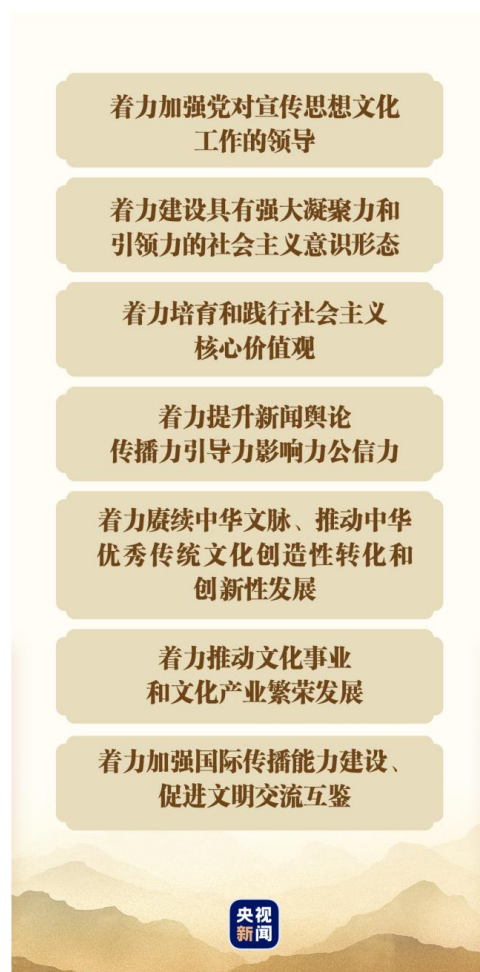 着力加强党对宣传思想文化
工作的领导
着力建设具有强大凝聚力和
引领力的社会主义意识形态
着力培育和践行社会主义
核心价值观
着力提升新闻舆论
传播力引导力影响力公信力
着力赓续中华文脉、推动中华
优秀传统文化创造性转化和
创新性发展
着力推动文化事业
和文化产业繁荣发展
着力加强国际传播能力建设、
促进文明交流互鉴
央视
新闻